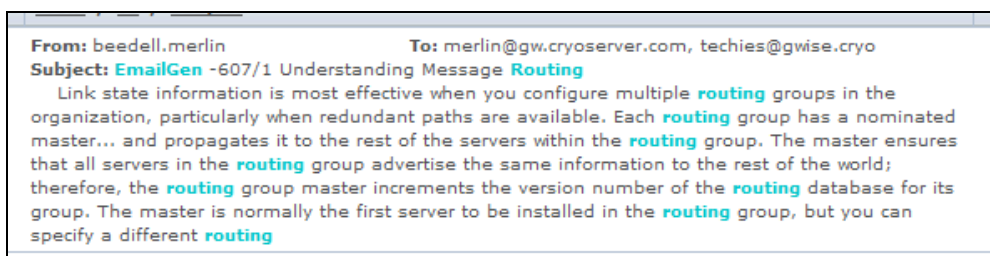 From: beedell.merlin To: merlin@gw.cryoserver.com, techies@gwise.cryo
Subject: EmailGen -607/1 Understanding Message Routing
Link state information is most effective when you configure multiple routing groups in the
organization, particularly when redundant paths are available. Each routing group has a nominated
master... and propagates it to the rest of the servers within the routing group. The master ensures
that all servers in the routing group advertise the same information to the rest of the world;
therefore, the routing group master increments the version number of the routing database for its
group. The master is normally the first server to be installed in the routing group, but you can
specify a different routing